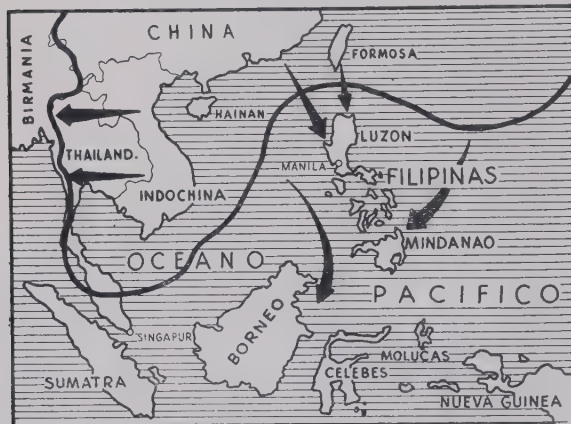 CHINA
FORMOSA
BIRMANIA
HAINAN
LUZON
THAILAND.
MANILA
FILIPINAS
INDOCHINA
MINDANAO
OCEANO
PACIFICO
SINGAPUR
BORNEO
MOLUCAS
CELEBES
SUMATRA
NUEVA GUINEA